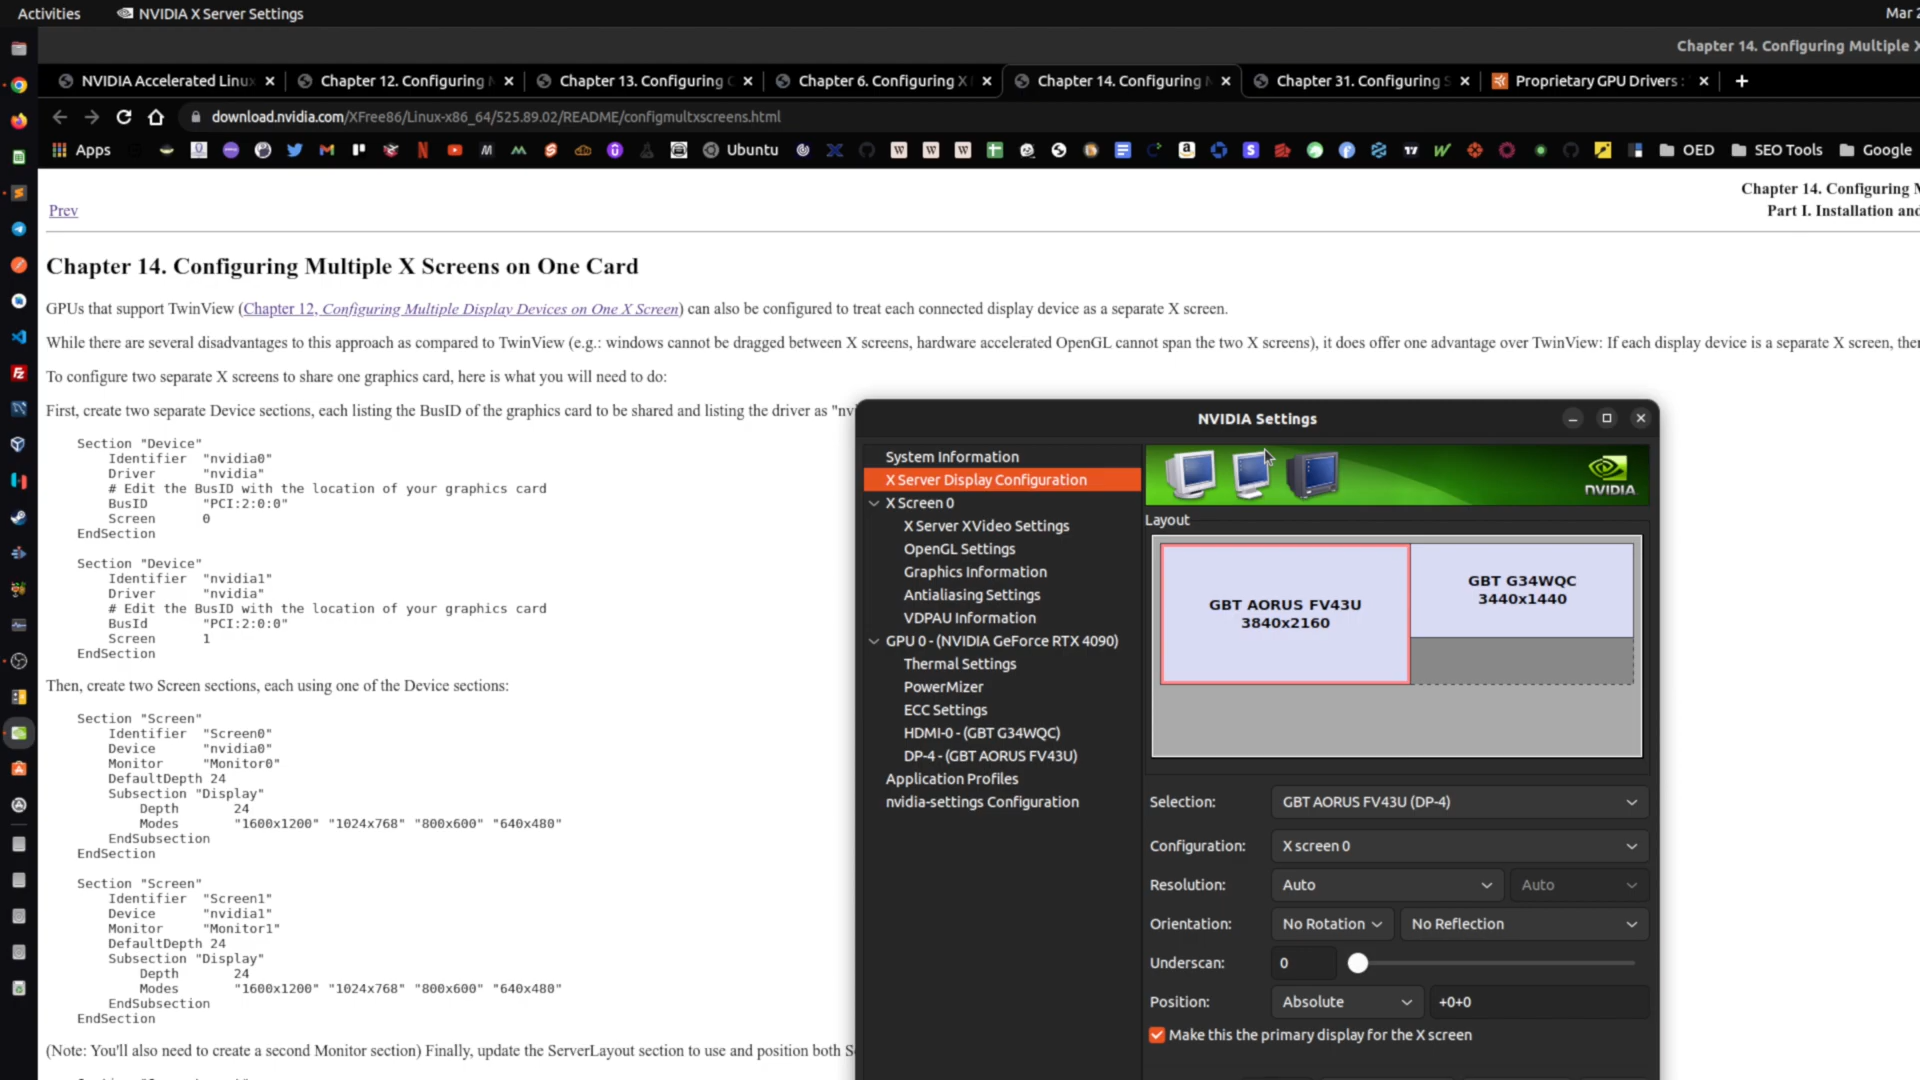 Activities
NVIDIA X Server Settings
Mar 2
Chapter 14. Configuring Multiple X
NVIDIA Accelerated Linux
Chapter 12. Configuring
Chapter 13. Configuring
Chapter 6. Configuring X
Chapter 14. Configuring
Chapter 31. Configuring
Proprietary GPU Drivers :
download.nvidia.com/XFree86/Linux-x86_64/525.89.02/README/configmultxscreens.html
Apps
Ubuntu
OED
SEO Tools
Google
Chapter 14. Configuring M
Prev
Part I. Installation and
Chapter 14. Configuring Multiple X Screens on One Card
GPUs that support TwinView (Chapter 12, Configuring Multiple Display Devices on One X Screen) can also be configured to treat each connected display device as a separate X screen.
While there are several disadvantages to this approach as compared to TwinView (e.g.: windows cannot be dragged between X screens, hardware accelerated OpenGL cannot span the two X screens), it does offer one advantage over TwinView: If each display device is a separate X screen, then
To configure two separate X screens to share one graphics card, here is what you will need to do:
First, create two separate Device sections, each listing the BusID of the graphics card to be shared and listing the driver as "nv
Section "Device"
Identifier "nvidia0"
Driver "nvidia"
# Edit the BusID with the location of your graphics card
BusID "PCI:2:0:0"
Screen 0
EndSection
Section "Device"
Identifier "nvidia1"
Driver "nvidia"
# Edit the BusID with the location of your graphics card
BusId "PCI:2:0:0"
Screen 1
EndSection
Then, create two Screen sections, each using one of the Device sections:
Section "Screen"
Identifier "Screen0"
Device "nvidia0"
Monitor "Monitor0"
DefaultDepth 24
Subsection "Display"
Depth 24
Modes "1600x1200" "1024x768" "800x600" "640x480"
EndSubsection
EndSection
Section "Screen"
Identifier "Screen1"
Device "nvidia1"
Monitor "Monitor1"
DefaultDepth 24
Subsection "Display"
Depth 24
Modes "1600x1200" "1024x768" "800x600" "640x480"
EndSubsection
EndSection
(Note: You'll also need to create a second Monitor section) Finally, update the ServerLayout section to use and position both S
NVIDIA Settings
System Information
X Server Display Configuration
X Screen 0
X Server XVideo Settings
OpenGL Settings
Graphics Information
Antialiasing Settings
VDPAU Information
GPU 0 - (NVIDIA GeForce RTX 4090)
Thermal Settings
PowerMizer
ECC Settings
HDMI-0 - (GBT G34WQC)
DP-4 - (GBT AORUS FV43U)
Application Profiles
nvidia-settings Configuration
NVIDIA
Layout
GBT AORUS FV43U
3840x2160
GBT G34WQC
3440x1440
Selection: GBT AORUS FV43U (DP-4)
Configuration: X screen 0
Resolution: Auto Auto
Orientation: No Rotation No Reflection
Underscan: 0
Position: Absolute +0+0
Make this the primary display for the X screen